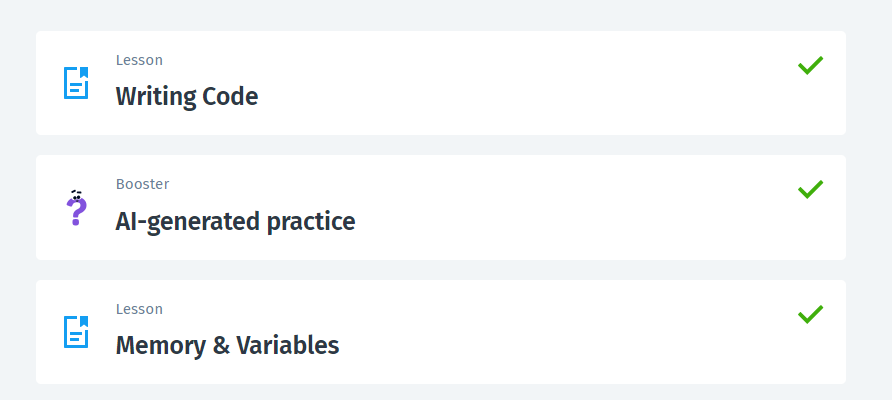 Lesson
Writing Code
Booster
AI-generated practice
Lesson
Memory & Variables